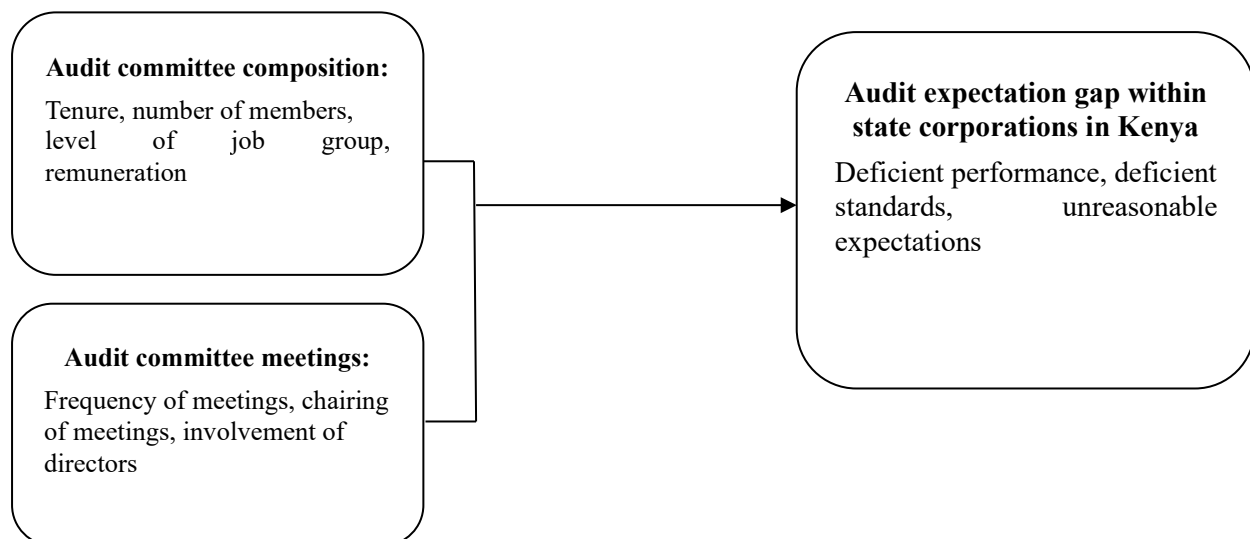 Audit committee composition:
Tenure, number of members,
level of job group,
remuneration
Audit committee meetings:
Frequency of meetings, chairing
of meetings, involvement of
directors
Audit expectation gap within
state corporations in Kenya
Deficient performance, deficient
standards, unreasonable
expectations